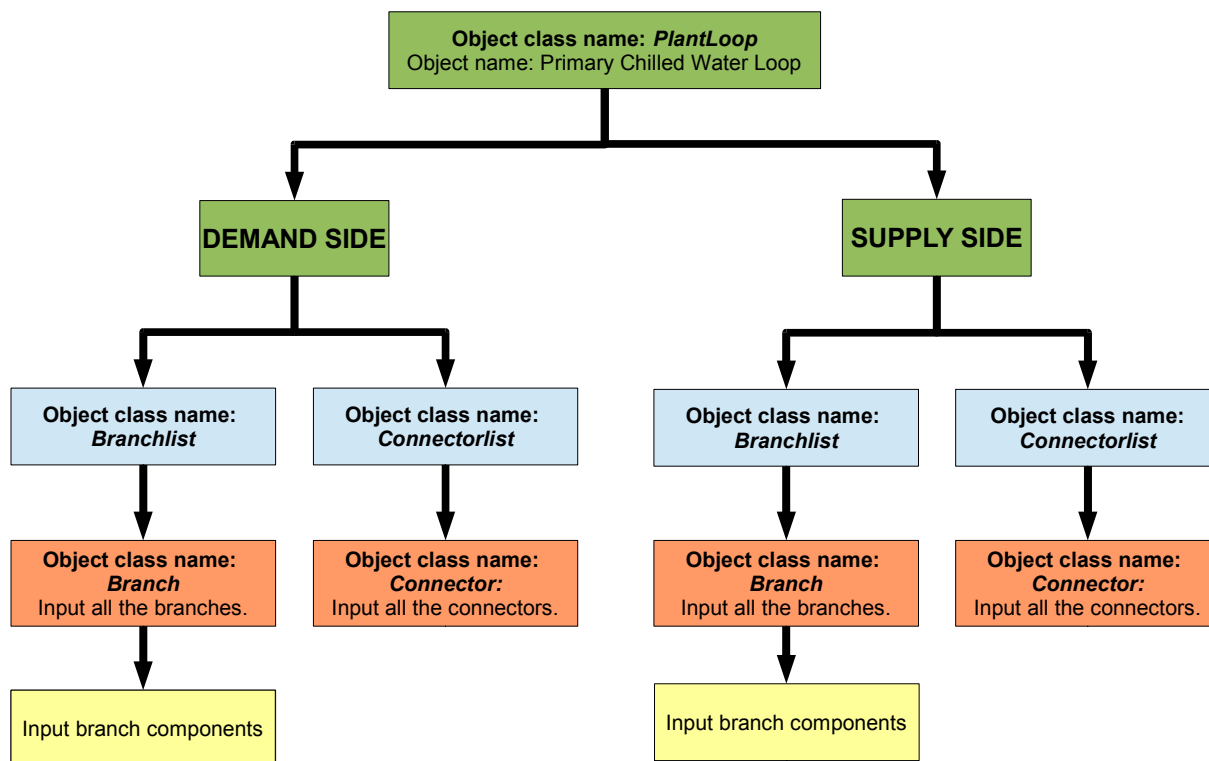 Object class name: PlantLoop
Object name: Primary Chilled Water Loop
DEMAND SIDE
SUPPLY SIDE
Object class name:
Branchlist
Object class name:
Connectorlist
Object class name:
Branchlist
Object class name:
Connectorlist
Object class name:
Branch
Input all the branches.
Object class name:
Connector:
Input all the connectors.
Object class name:
Branch
Input all the branches.
Object class name:
Connector:
Input all the connectors.
Input branch components
Input branch components